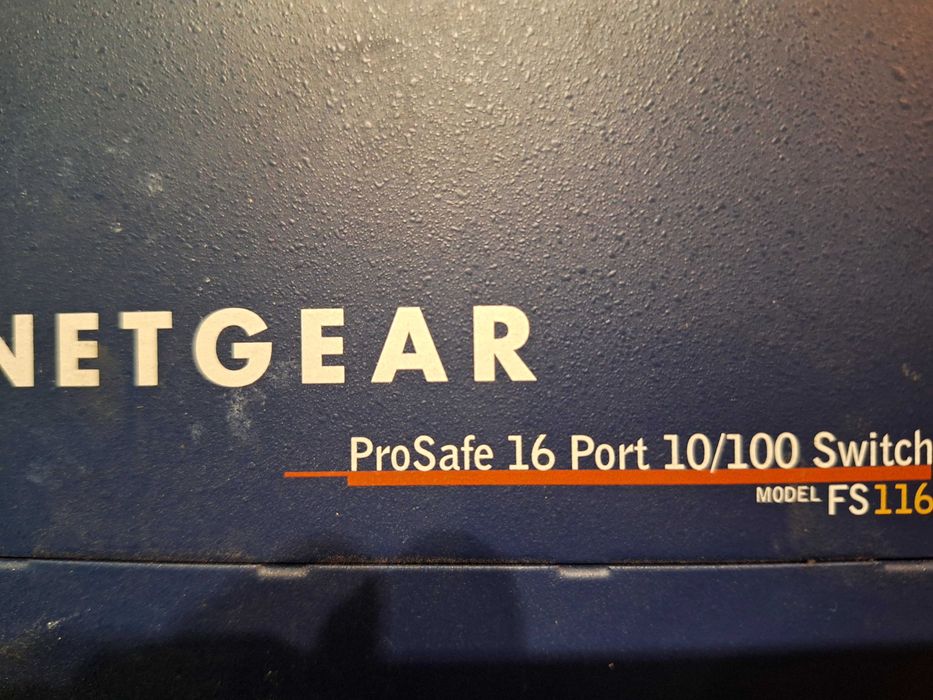 NETGEAR
ProSafe 16 Port 10/100 Switch
MODEL FS116